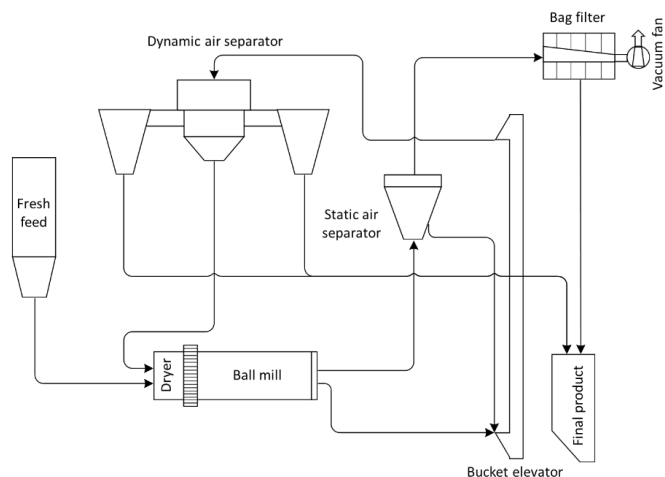 Bag filter
Vacuum fan
Dynamic air separator
Fresh
feed
Static air
separator
Dryer
Ball mill
Final product
Bucket elevator